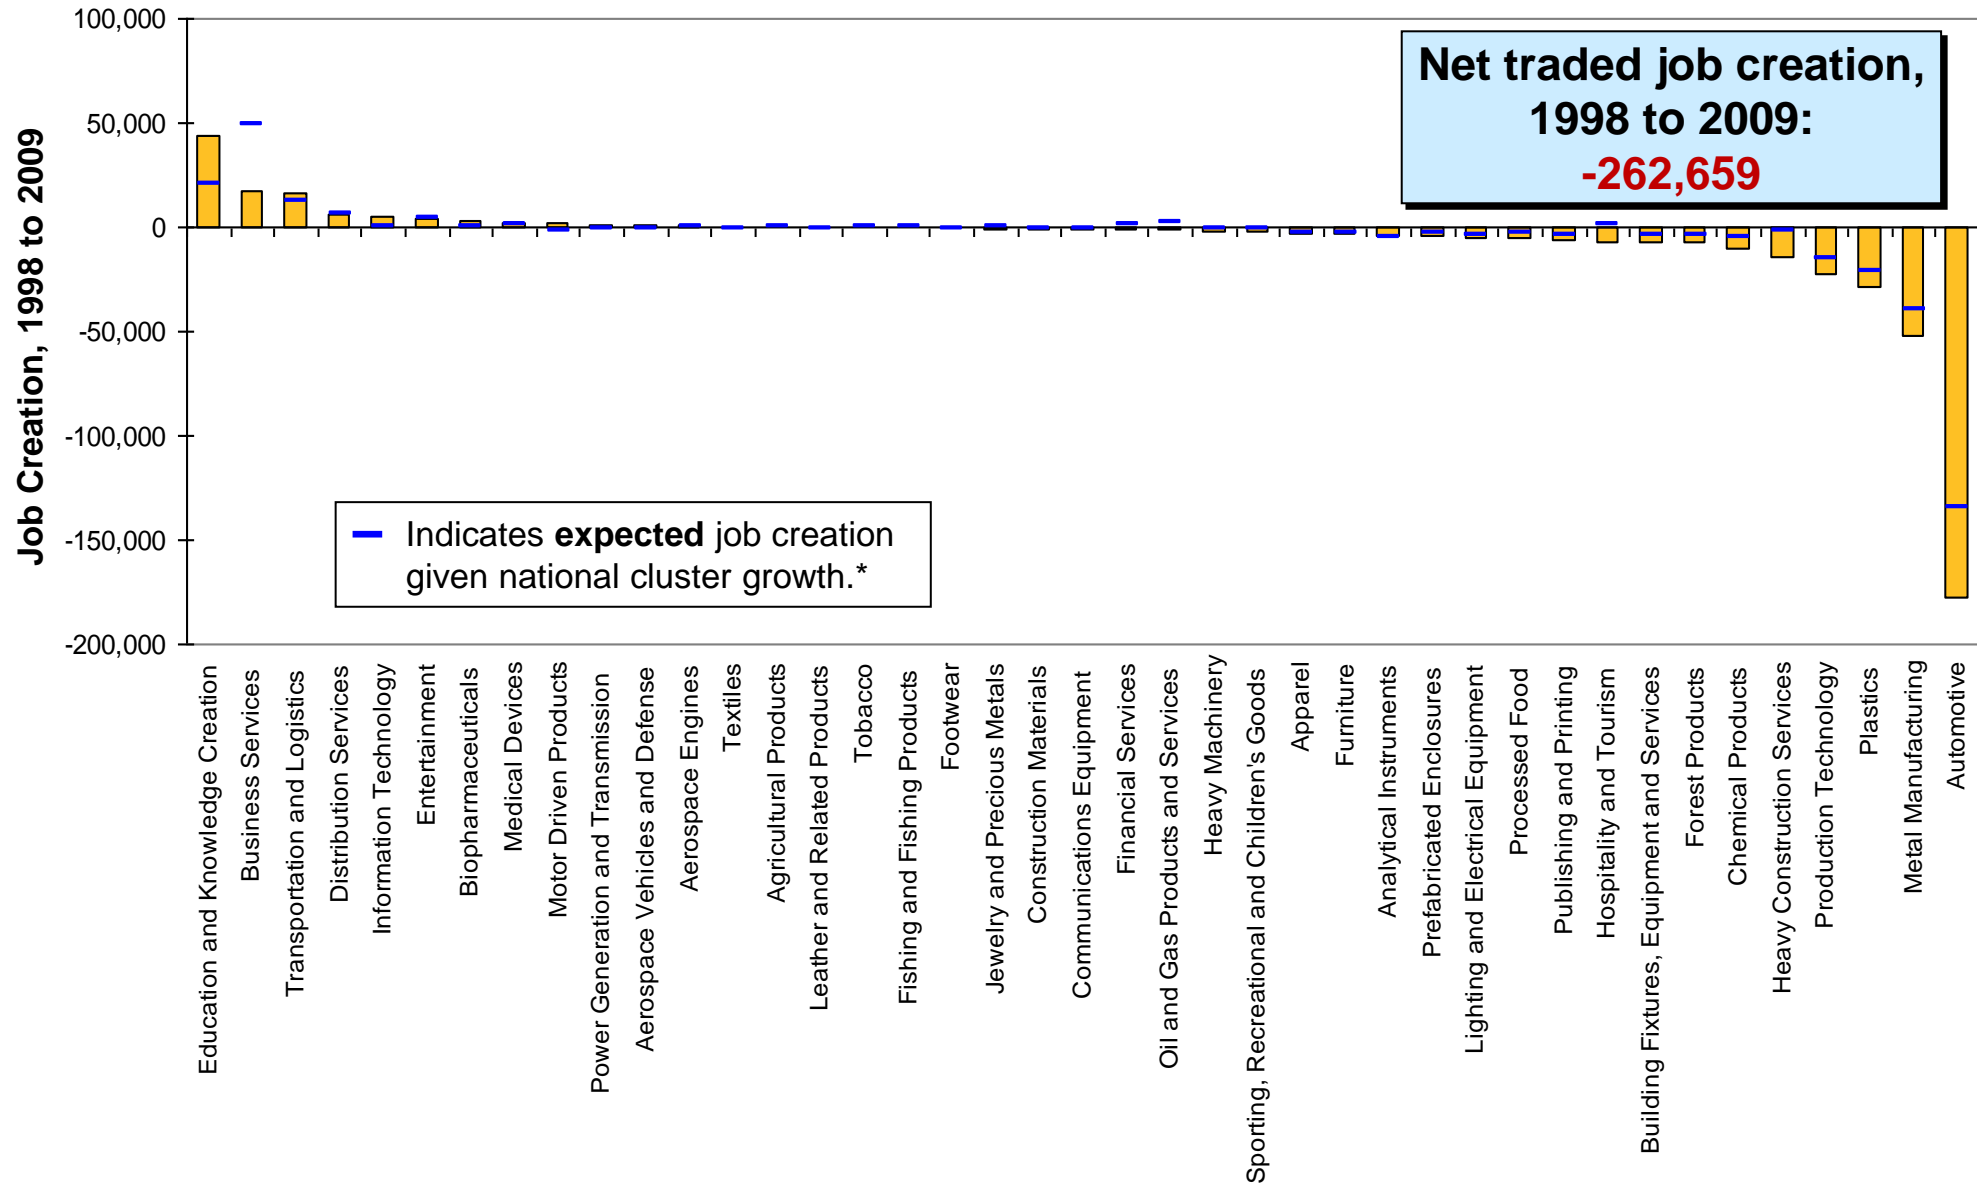 100,000
50,000
0
-50,000
-100,000
-150,000
-200,000
Job Creation, 1998 to 2009
Net traded job creation,
1998 to 2009:
-262,659
Indicates expected job creation
given national cluster growth.*
Education and Knowledge Creation
Business Services
Transportation and Logistics
Distribution Services
Information Technology
Entertainment
Biopharmaceuticals
Medical Devices
Motor Driven Products
Power Generation and Transmission
Aerospace Vehicles and Defense
Aerospace Engines
Textiles
Agricultural Products
Leather and Related Products
Tobacco
Fishing and Fishing Products
Footwear
Jewelry and Precious Metals
Construction Materials
Communications Equipment
Financial Services
Oil and Gas Products and Services
Heavy Machinery
Sporting, Recreational and Children's Goods
Apparel
Furniture
Analytical Instruments
Prefabricated Enclosures
Lighting and Electrical Equipment
Processed Food
Publishing and Printing
Hospitality and Tourism
Building Fixtures, Equipment and Services
Forest Products
Chemical Products
Heavy Construction Services
Production Technology
Plastics
Metal Manufacturing
Automotive